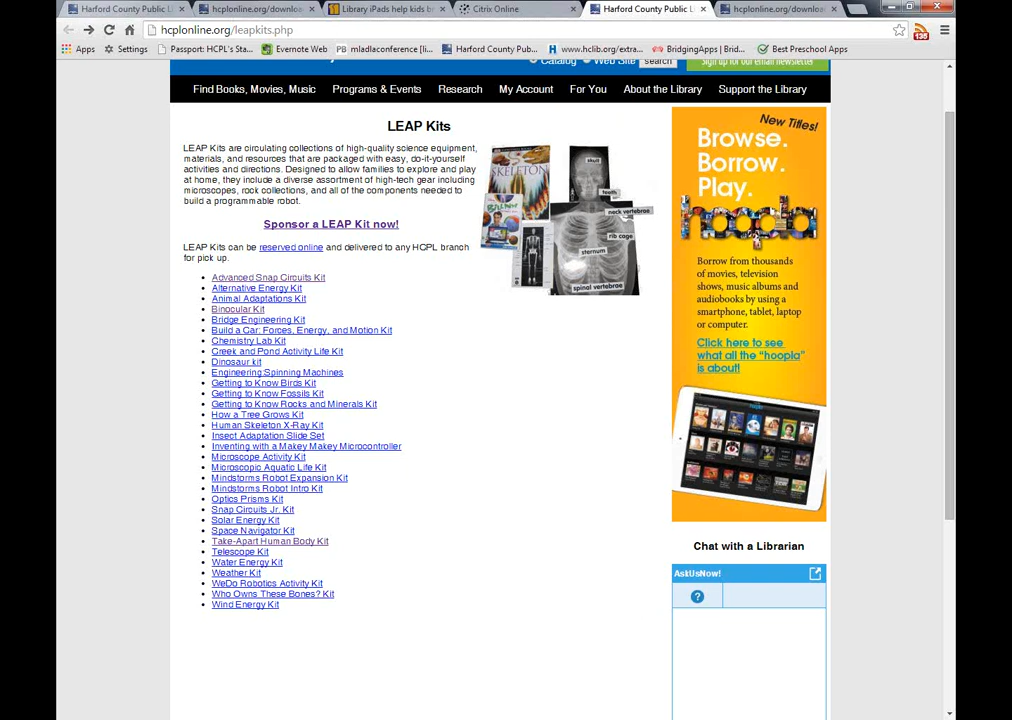 Harford County Public Li
hcplonline.org/downloa
Library iPads help kids b
Citrix Online
Harford County Public L
hcplonline.org/downloa
hcplonline.org/leapkits.php
135
Apps
Settings
Passport: HCPL's Sta...
Evernote Web
PB mladlaconference [li...
Harford County Pub...
www.hclib.org/extra...
BridgingApps | Brid...
Best Preschool Apps
Catalog
Web Site
search
Sign up for our email newsletter
Find Books, Movies, Music
Programs & Events
Research
My Account
For You
About the Library
Support the Library
LEAP Kits
LEAP Kits are circulating collections of high-quality science equipment,
materials, and resources that are packaged with easy, do-it-yourself
activities and directions. Designed to allow families to explore and play
at home, they include a diverse assortment of high-tech gear including
microscopes, rock collections, and all of the components needed to
build a programmable robot.
Sponsor a LEAP Kit now!
LEAP Kits can be reserved online and delivered to any HCPL branch
for pick up.
Advanced Snap Circuits Kit
Alternative Energy Kit
Animal Adaptations Kit
Binocular Kit
Bridge Engineering Kit
Build a Car: Forces, Energy, and Motion Kit
Chemistry Lab Kit
Creek and Pond Activity Life Kit
Dinosaur kit
Engineering:Spinning Machines
Getting to Know Birds Kit
Getting to Know Fossils Kit
Getting to Know Rocks and Minerals Kit
How a Tree Grows Kit
Human Skeleton X-Ray Kit
Insect Adaptation Slide Set
Inventing with a Makey Makey Microcontroller
Microscope Activity Kit
Microscopic Aquatic Life Kit
Mindstorms Robot Expansion Kit
Mindstorms Robot Intro Kit
Optics Prisms Kit
Snap Circuits Jr. Kit
Solar Energy Kit
Space Navigator Kit
Take-Apart Human Body Kit
Telescope Kit
Water Energy Kit
Weather Kit
WeDo Robotics Activity Kit
Who Owns These Bones? Kit
Wind Energy Kit
SKELETON
skull
teeth
neck vertebrae
rib cage
sternum
spinal vertebrae
New Titles!
Browse.
Borrow.
Play.
hoopla
Borrow from thousands
of movies, television
shows, music albums and
audiobooks by using a
smartphone, tablet, laptop
or computer.
Click here to see
what all the “hoopla”
is about!
Chat with a Librarian
AskUsNow!
?